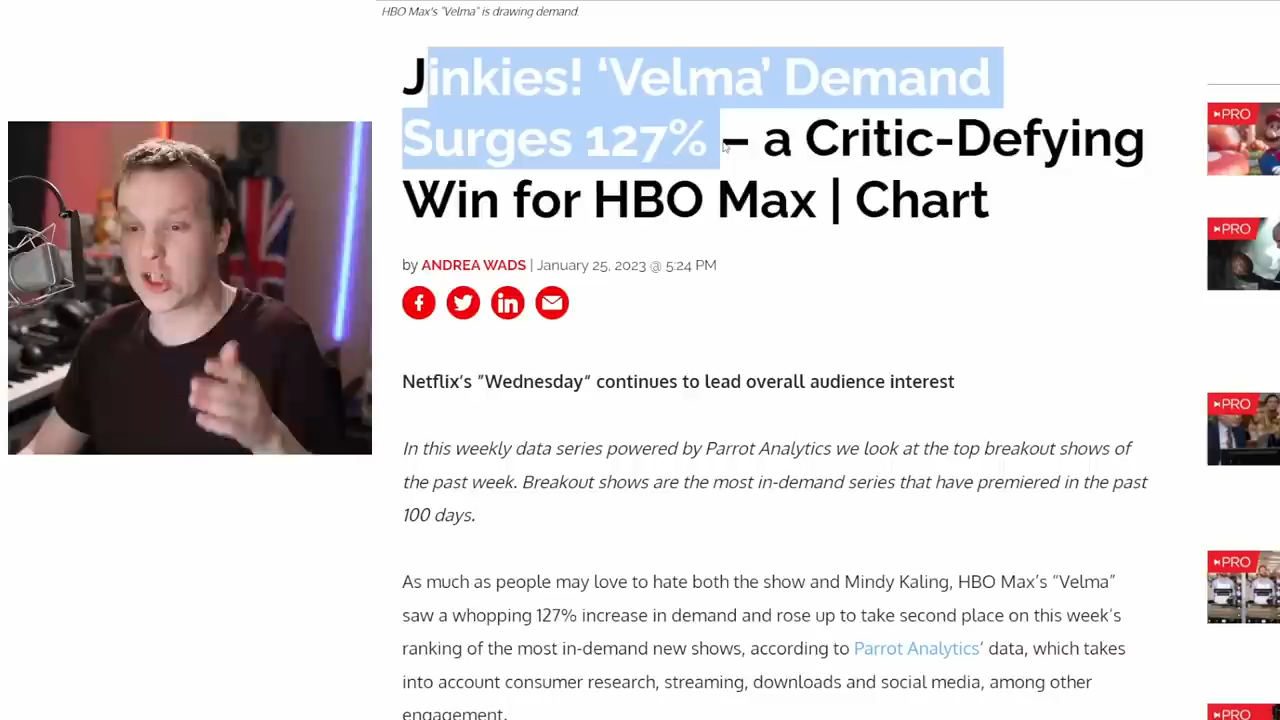 HBO Max's "Velma" is drawing demand.
Jinkies! ‘Velma’ Demand
Surges 127% – a Critic-Defying
Win for HBO Max | Chart
by ANDREA WADS | January 25, 2023 @ 5:24 PM
Netflix’s ”Wednesday“ continues to lead overall audience interest
In this weekly data series powered by Parrot Analytics we look at the top breakout shows of
the past week. Breakout shows are the most in-demand series that have premiered in the past
100 days.
As much as people may love to hate both the show and Mindy Kaling, HBO Max’s “Velma”
saw a whopping 127% increase in demand and rose up to take second place on this week’s
ranking of the most in-demand new shows, according to Parrot Analytics’ data, which takes
into account consumer research, streaming, downloads and social media, among other
engagement.
PRO
PRO
PRO
PRO
PRO